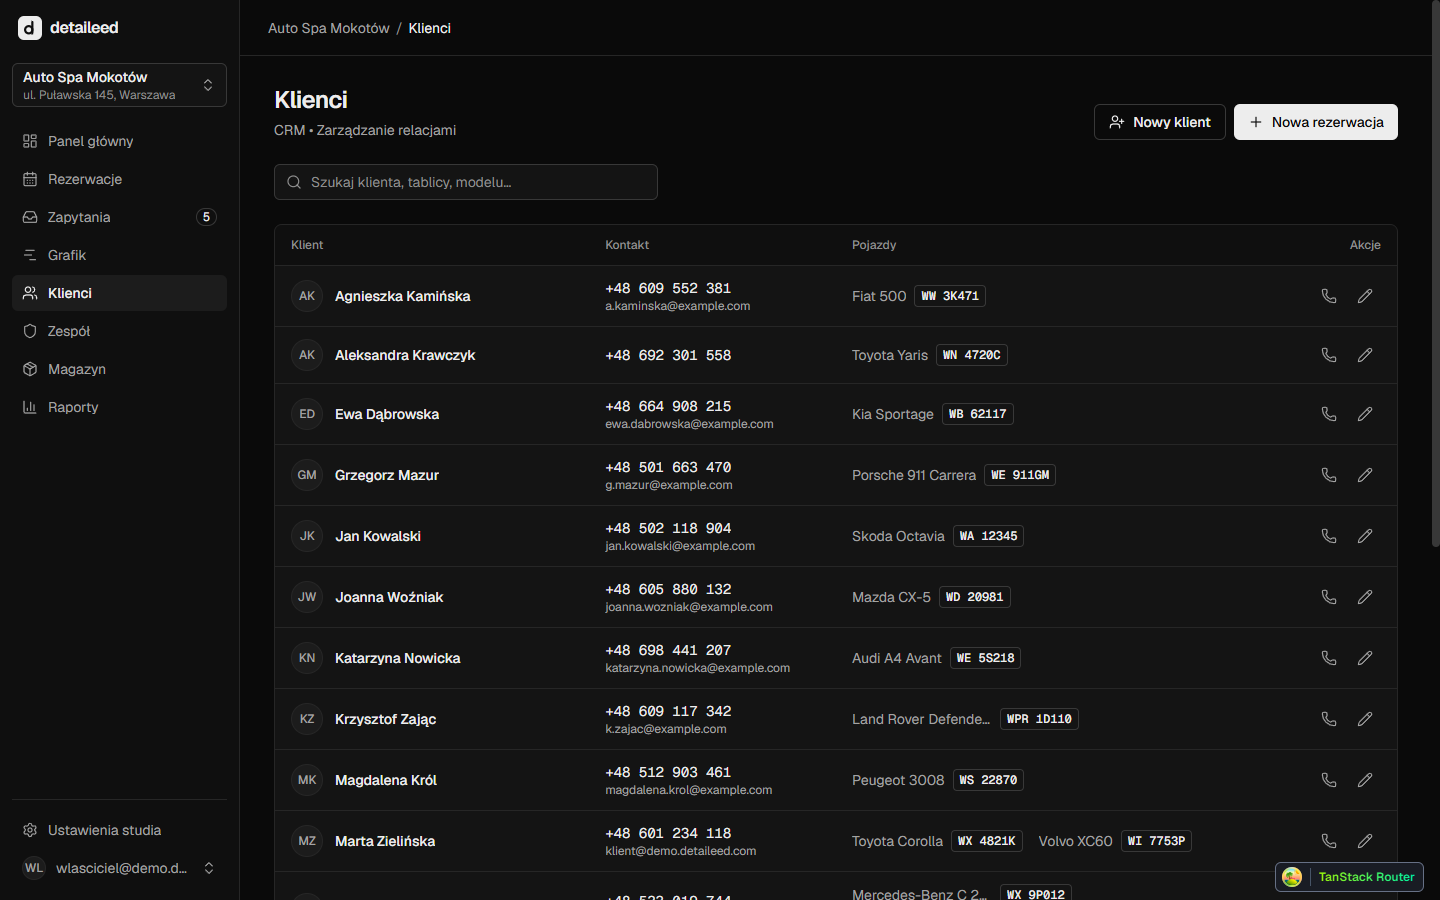 detaileed
Auto Spa Mokotów / Klienci
Auto Spa Mokotów
ul. Puławska 145, Warszawa
Panel główny
Rezerwacje
Zapytania 5
Grafik
Klienci
Zespół
Magazyn
Raporty
Ustawienia studia
WL wlasciciel@demo.d...
Klienci
CRM • Zarządzanie relacjami
Nowy klient
Nowa rezerwacja
Szukaj klienta, tablicy, modelu...
Klient Kontakt Pojazdy Akcje
AK Agnieszka Kamińska +48 609 552 381 Fiat 500 WW 3K471
a.kaminska@example.com
AK Aleksandra Krawczyk +48 692 301 558 Toyota Yaris WN 4720C
ED Ewa Dąbrowska +48 664 908 215 Kia Sportage WB 62117
ewa.dabrowska@example.com
GM Grzegorz Mazur +48 501 663 470 Porsche 911 Carrera WE 911GM
g.mazur@example.com
JK Jan Kowalski +48 502 118 904 Skoda Octavia WA 12345
jan.kowalski@example.com
JW Joanna Woźniak +48 605 880 132 Mazda CX-5 WD 20981
joanna.wozniak@example.com
KN Katarzyna Nowicka +48 698 441 207 Audi A4 Avant WE 5S218
katarzyna.nowicka@example.com
KZ Krzysztof Zając +48 609 117 342 Land Rover Defende... WPR 1D110
k.zajac@example.com
MK Magdalena Król +48 512 903 461 Peugeot 3008 WS 22870
magdalena.krol@example.com
MZ Marta Zielińska +48 601 234 118 Toyota Corolla WX 4821K Volvo XC60 WI 7753P
klient@demo.detaileed.com
Mercedes-Benz C 2... WX 9P012
TanStack Router